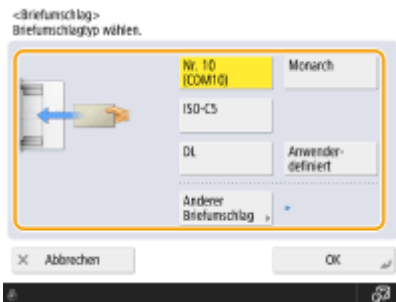 <Briefumschlag>
Briefumschlagtyp wählen.
Nr. 10
(COM10)
Monarch
ISO-C5
DL
Anwender-
definiert
Anderer
Briefumschlag
Abbrechen
OK